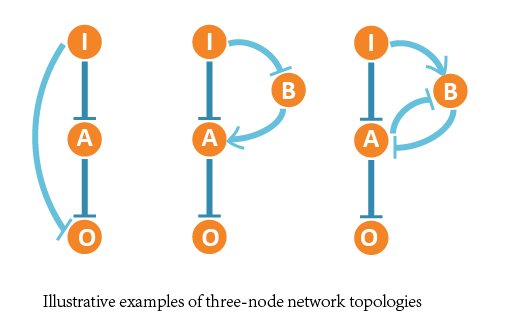 I I I
B B
A A A
O O O
Illustrative examples of three-node network topologies